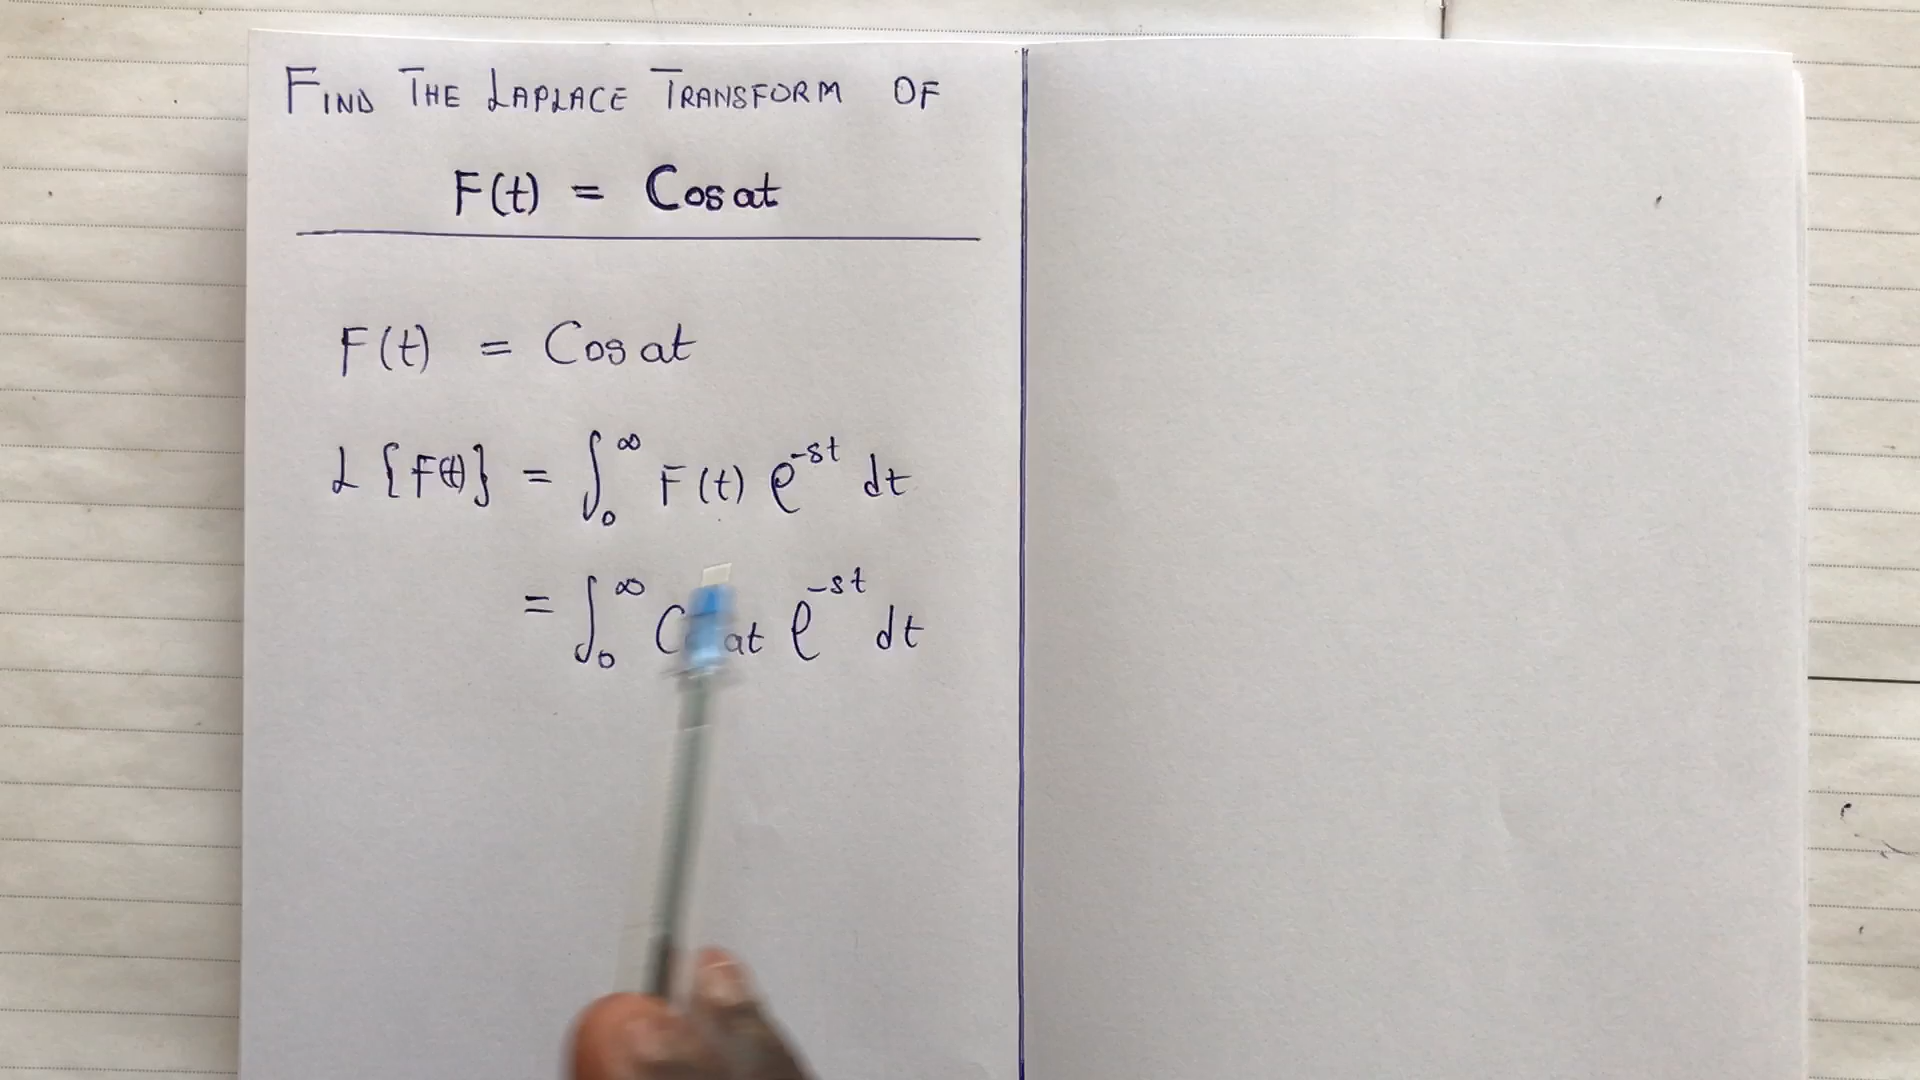 FIND THE LAPLACE TRANSFORM OF
F(t) = Cos at
F(t) = Cos at
L {F(t)} = ∫₀^∞ F(t) e^-st dt
= ∫₀^∞ at e^-st dt